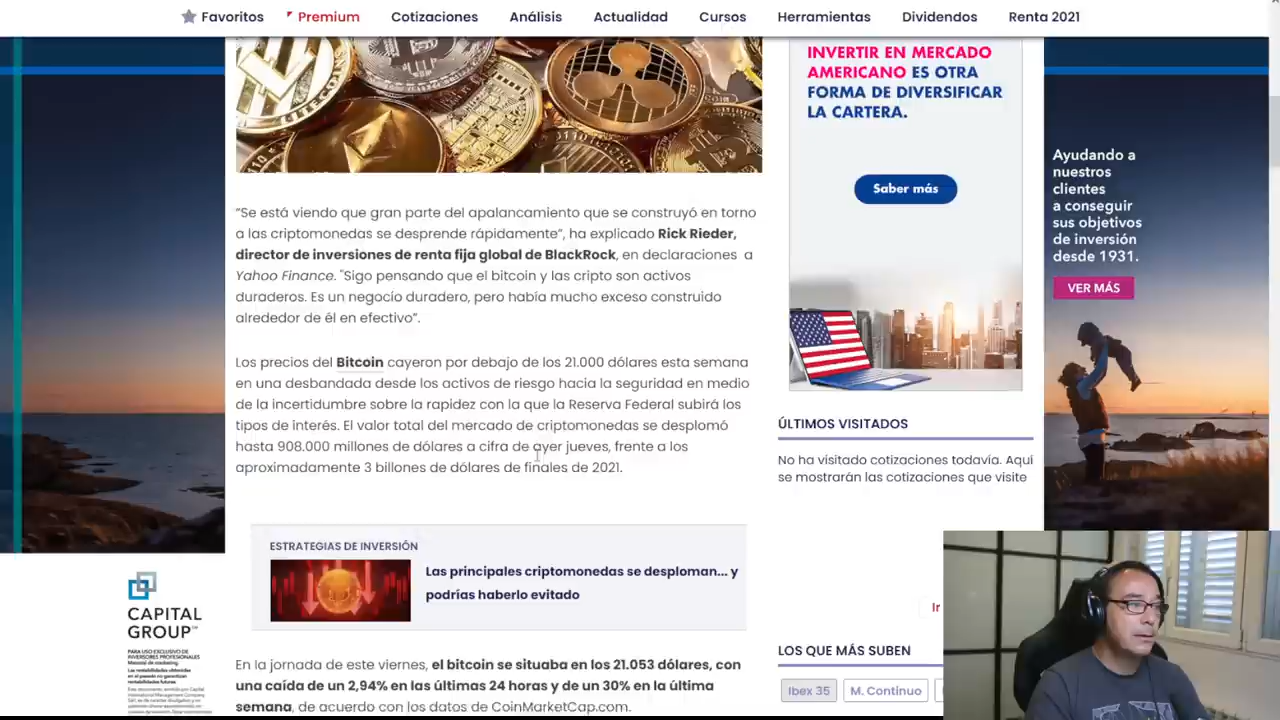 Favoritos Premium Cotizaciones Análisis Actualidad Cursos Herramientas Dividendos Renta 2021
INVERTIR EN MERCADO
AMERICANO ES OTRA
FORMA DE DIVERSIFICAR
LA CARTERA.
Saber más
Ayudando a
nuestros
clientes
a conseguir
sus objetivos
de inversión
desde 1931.
VER MÁS
“Se está viendo que gran parte del apalancamiento que se construyó en torno
a las criptomonedas se desprende rápidamente”, ha explicado Rick Rieder,
director de inversiones de renta fija global de BlackRock, en declaraciones a
Yahoo Finance. "Sigo pensando que el bitcoin y las cripto son activos
duraderos. Es un negocio duradero, pero había mucho exceso construido
alrededor de él en efectivo”.
Los precios del Bitcoin cayeron por debajo de los 21.000 dólares esta semana
en una desbandada desde los activos de riesgo hacia la seguridad en medio
de la incertidumbre sobre la rapidez con la que la Reserva Federal subirá los
tipos de interés. El valor total del mercado de criptomonedas se desplomó
hasta 908.000 millones de dólares a cifra de ayer jueves, frente a los
aproximadamente 3 billones de dólares de finales de 2021.
ÚLTIMOS VISITADOS
No ha visitado cotizaciones todavía. Aquí
se mostrarán las cotizaciones que visite
ESTRATEGIAS DE INVERSIÓN
Las principales criptomonedas se desploman... y
podrías haberlo evitado
CAPITAL
GROUP
Ir
LOS QUE MÁS SUBEN
Ibex 35 M. Continuo
En la jornada de este viernes, el bitcoin se situaba en los 21.053 dólares, con
una caída de un 2,94% en las últimas 24 horas y del 30% en la última
semana, de acuerdo con los datos de CoinMarketCap.com.